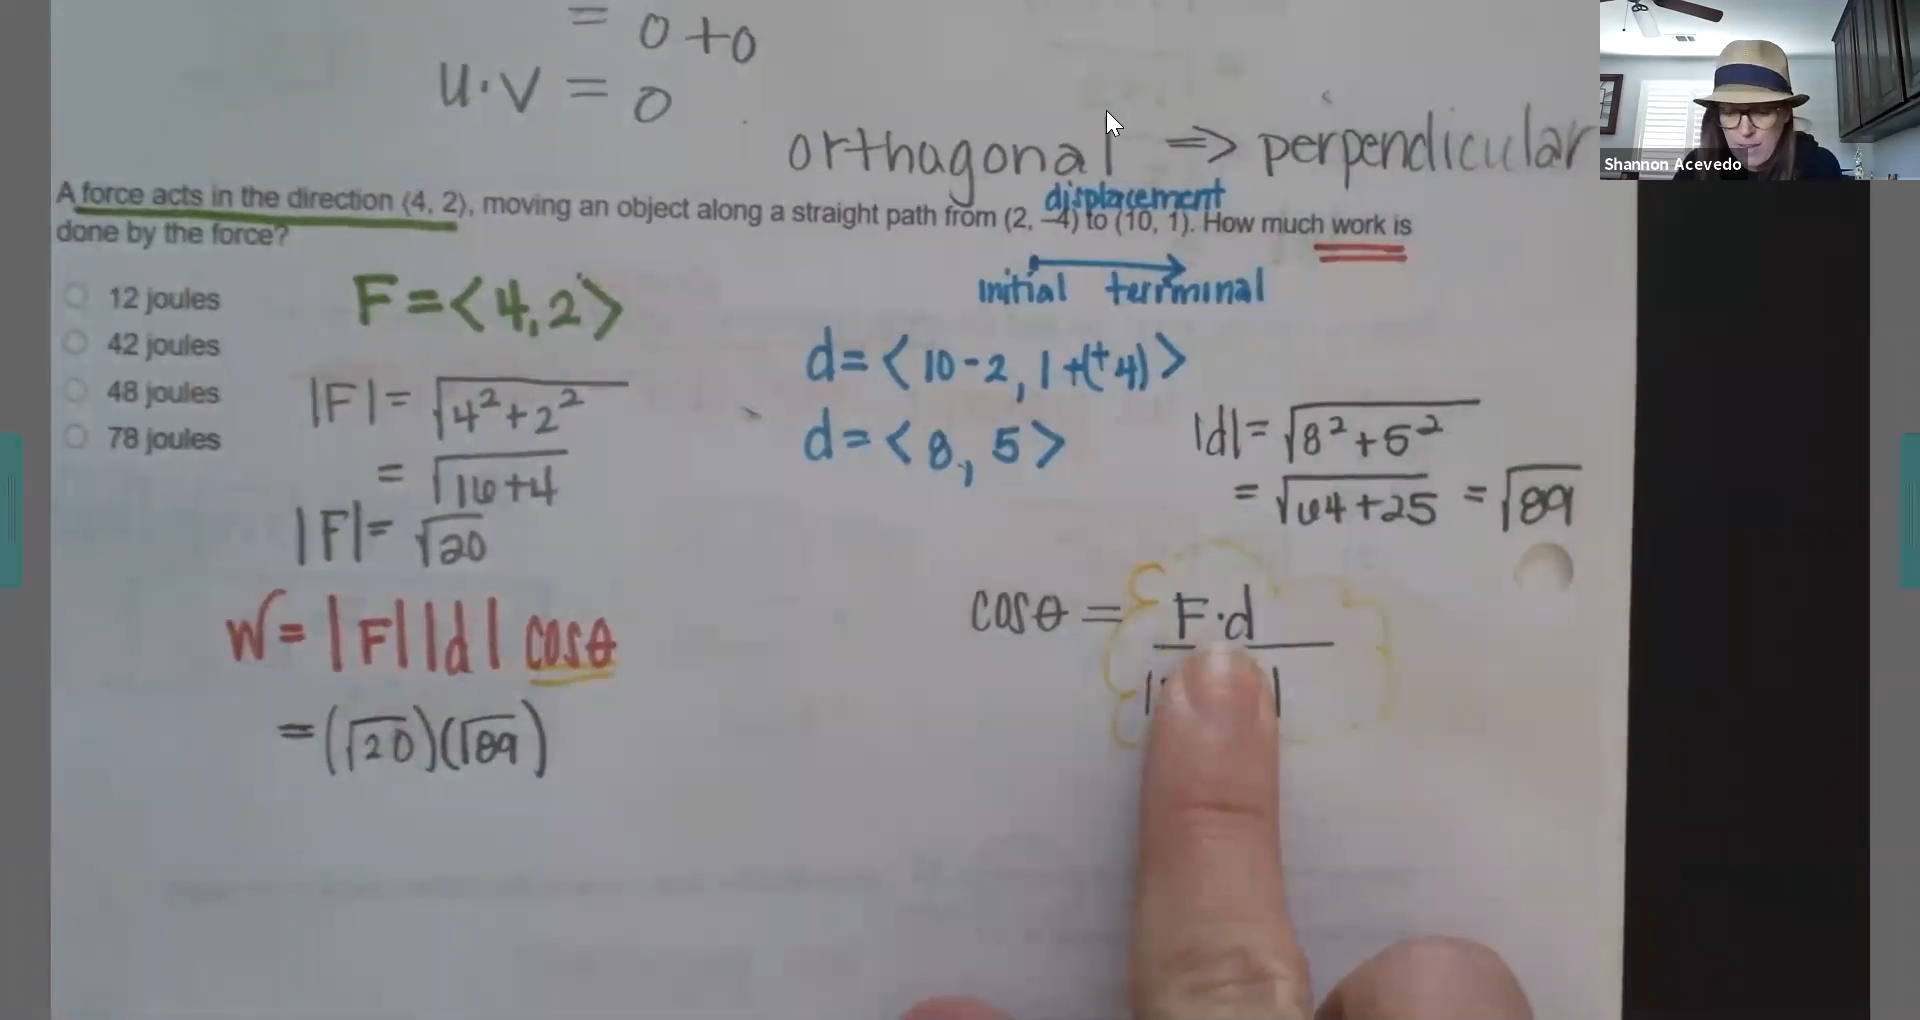 = 0+0
u·v = 0
orthagonal ⇒ perpendicular
Shannon Acevedo
displacement
A force acts in the direction ⟨4, 2⟩, moving an object along a straight path from (2, –4) to (10, 1). How much work is
done by the force?
initial terminal
12 joules
42 joules
48 joules
78 joules
F = <4,2>
|F| = √4²+2²
= √16+4
|F| = √20
d = <10-2, 1+(+4)>
d = <8, 5>
|d| = √8²+5²
= √64+25 = √89
W = |F||d| cosθ
= (√20)(√89)
cosθ = F·d